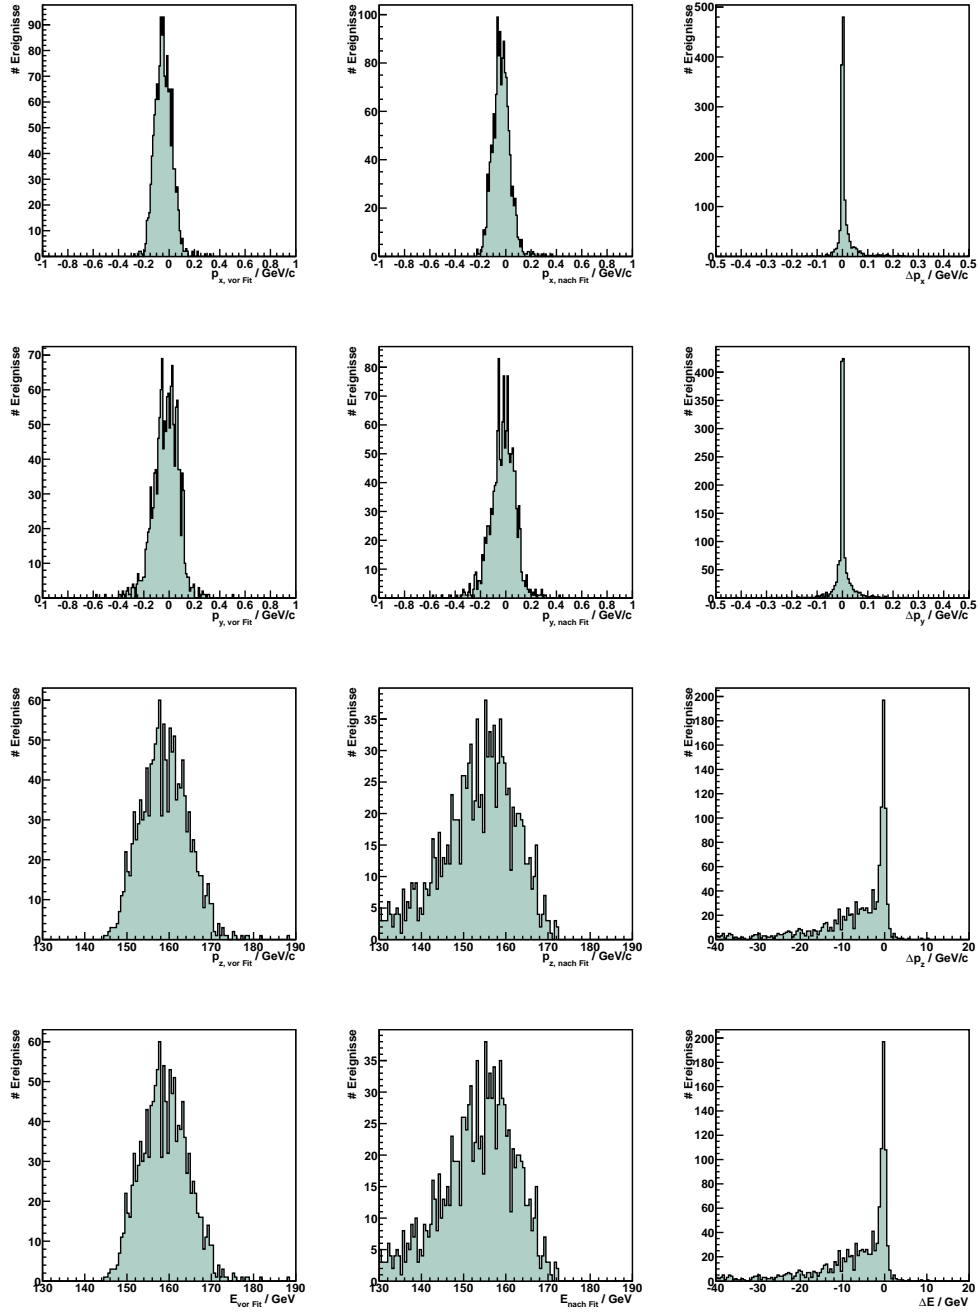 # Ereignisse
90
80
70
60
50
40
30
20
10
0
-1 -0.8 -0.6 -0.4 -0.2 0 0.2 0.4 0.6 0.8 1
p x, vor Fit / GeV/c
# Ereignisse
100
80
60
40
20
0
-1 -0.8 -0.6 -0.4 -0.2 0 0.2 0.4 0.6 0.8 1
p x, nach Fit / GeV/c
# Ereignisse
500
400
300
200
100
0
-0.5 -0.4 -0.3 -0.2 -0.1 0 0.1 0.2 0.3 0.4 0.5
Δp x / GeV/c
# Ereignisse
70
60
50
40
30
20
10
0
-1 -0.8 -0.6 -0.4 -0.2 0 0.2 0.4 0.6 0.8 1
p y, vor Fit / GeV/c
# Ereignisse
80
70
60
50
40
30
20
10
0
-1 -0.8 -0.6 -0.4 -0.2 0 0.2 0.4 0.6 0.8 1
p y, nach Fit / GeV/c
# Ereignisse
400
350
300
250
200
150
100
50
0
-0.5 -0.4 -0.3 -0.2 -0.1 0 0.1 0.2 0.3 0.4 0.5
Δp y / GeV/c
# Ereignisse
60
50
40
30
20
10
0
130 140 150 160 170 180 190
p z, vor Fit / GeV/c
# Ereignisse
35
30
25
20
15
10
5
0
130 140 150 160 170 180 190
p z, nach Fit / GeV/c
# Ereignisse
200
180
160
140
120
100
80
60
40
20
0
-40 -30 -20 -10 0 10 20
Δp z / GeV/c
# Ereignisse
60
50
40
30
20
10
0
130 140 150 160 170 180 190
E vor Fit / GeV
# Ereignisse
35
30
25
20
15
10
5
0
130 140 150 160 170 180 190
E nach Fit / GeV
# Ereignisse
200
180
160
140
120
100
80
60
40
20
0
-40 -30 -20 -10 0 10 20
ΔE / GeV